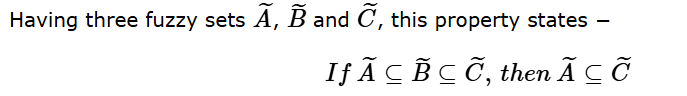 Having three fuzzy sets Ã, B̃ and C̃, this property states −
If Ã ⊆ B̃ ⊆ C̃, then Ã ⊆ C̃